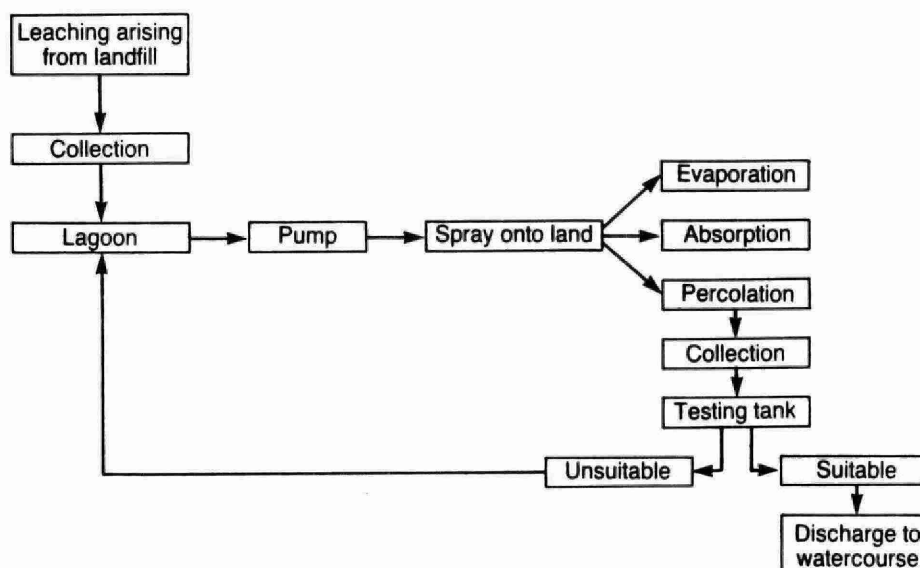 Leaching arising
from landfill
Collection
Lagoon
Pump
Spray onto land
Evaporation
Absorption
Percolation
Collection
Testing tank
Unsuitable
Suitable
Discharge to
watercourse